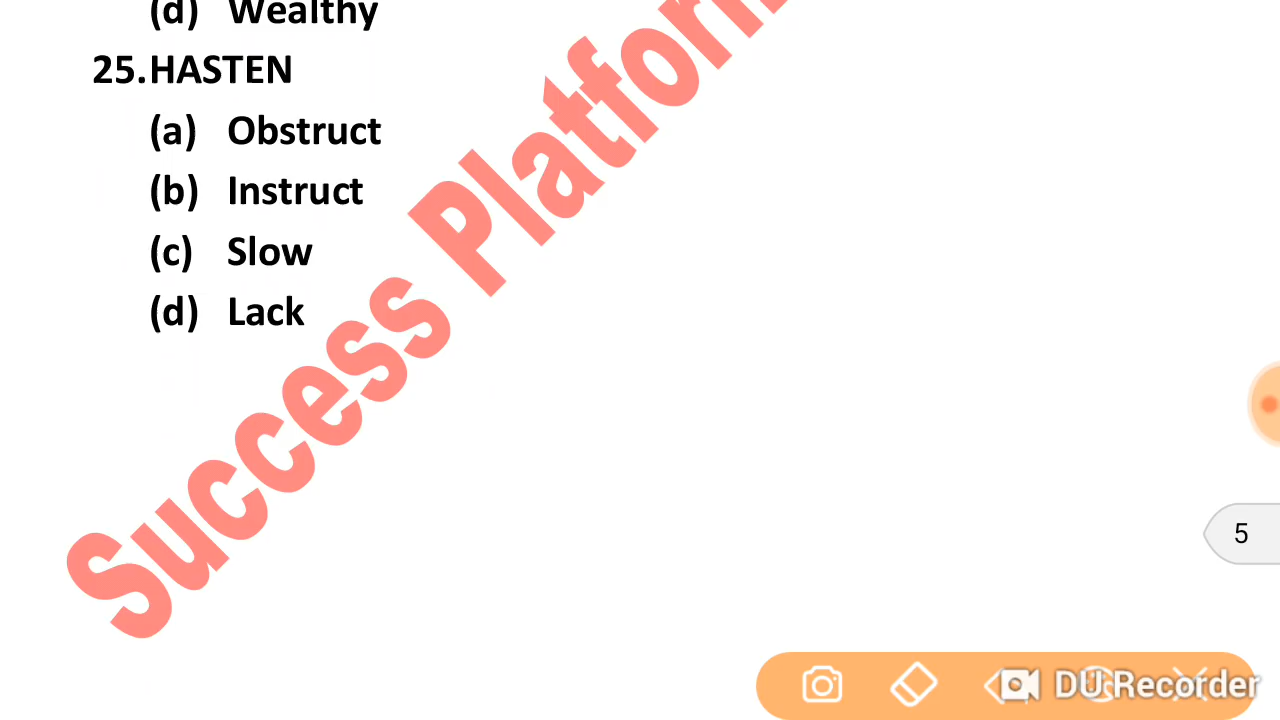 (d) Wealthy
25.HASTEN
(a) Obstruct
(b) Instruct
(c) Slow
(d) Lack
Success Platform
5
DU Recorder